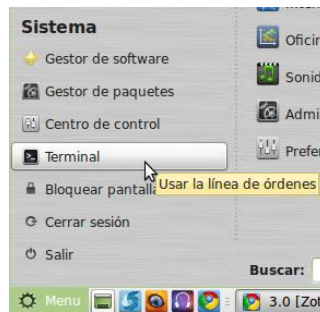 Sistema
Gestor de software
Gestor de paquetes
Centro de control
Terminal
Bloquear pantalla
Usar la línea de órdenes
Cerrar sesión
Salir
Oficin
Sonid
Admi
Prefer
Buscar:
Menu
3.0 [Zot